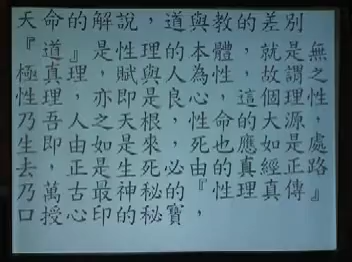 天命的解說，道與教的差別
『道』是性理的本體，就是無
極真理，賦與人為性，故謂之
性，亦即是良心，這個理性，
乃吾人之天根，性命的大源處
生由是來，死也應由是
去，正是生死必由的真經正路
乃萬古最神秘的『性理真傳』
口授心印的秘寶，